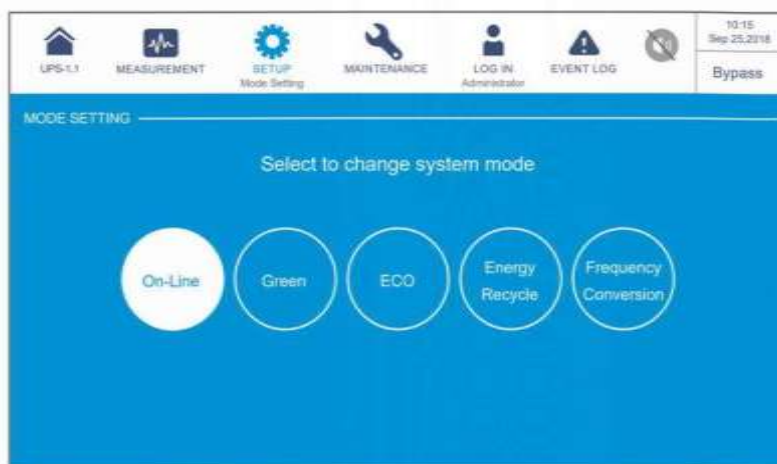 UPS-1.1
MEASUREMENT
SETUP
Mode Setting
MAINTENANCE
LOG IN
Administrator
EVENT LOG
10:15
Sep 25,2018
Bypass
MODE SETTING
Select to change system mode
On-Line
Green
ECO
Energy
Recycle
Frequency
Conversion